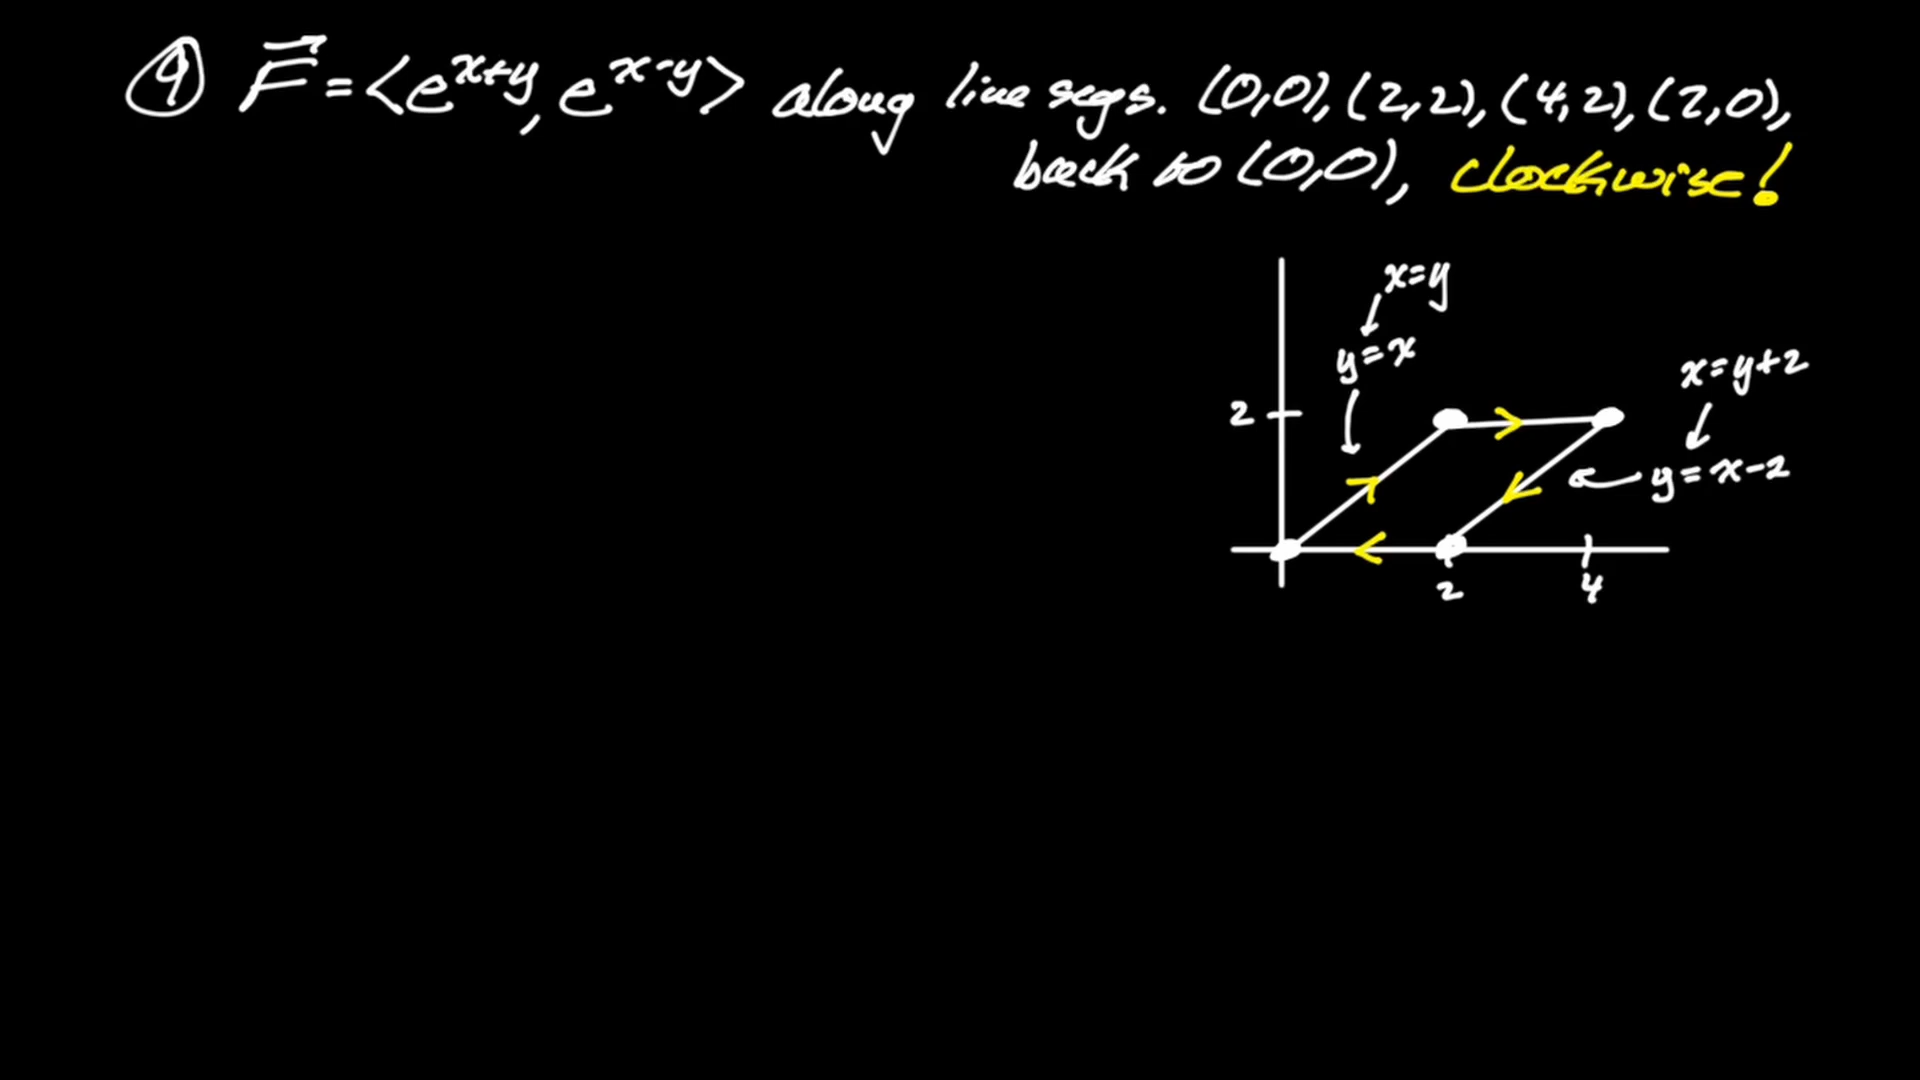 ④ F⃗ = <e^{x+y}, e^{x-y}> along line segs. (0,0), (2,2), (4,2), (2,0),
back to (0,0), clockwise!
x=y
y=x
x=y+2
2
y=x-2
2
4